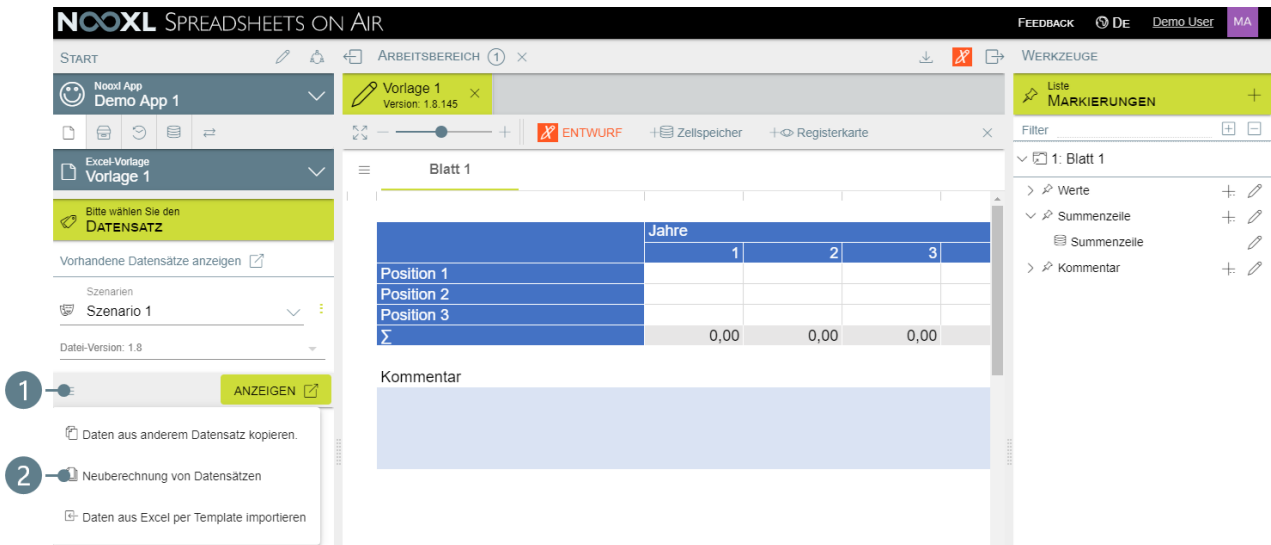 NOOXL SPREADSHEETS ON AIR
FEEDBACK
DE
Demo User
MA
START
ARBEITSBEREICH 1
WERKZEUGE
Nooxl App
Demo App 1
Excel-Vorlage
Vorlage 1
Bitte wählen Sie den
DATENSATZ
Vorhandene Datensätze anzeigen
Szenarien
Szenario 1
Datei-Version: 1.8
1
ANZEIGEN
Daten aus anderem Datensatz kopieren.
2
Neuberechnung von Datensätzen
Daten aus Excel per Template importieren
Vorlage 1
Version: 1.8.145
ENTWURF
Zellspeicher
Registerkarte
Blatt 1
Jahre
1 2 3
Position 1
Position 2
Position 3
∑ 0,00 0,00 0,00
Kommentar
Liste
MARKIERUNGEN
Filter
1: Blatt 1
Werte
Summenzeile
Summenzeile
Kommentar